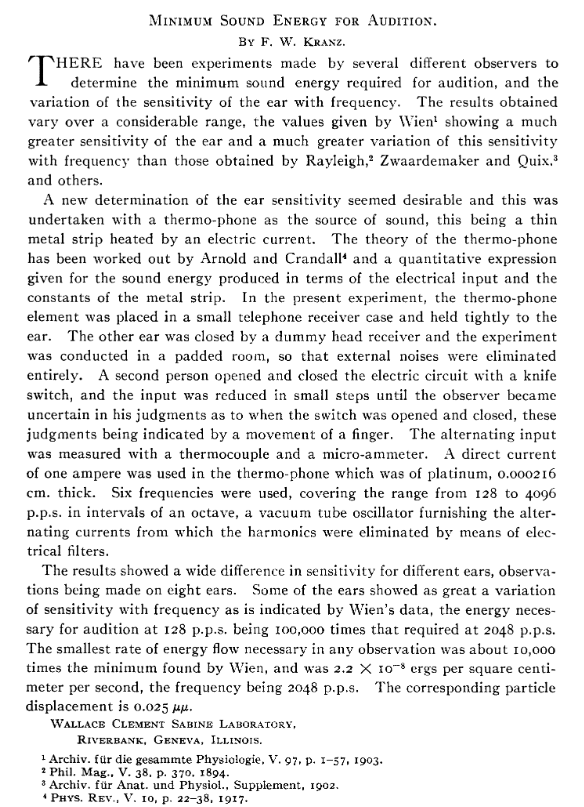 MINIMUM SOUND ENERGY FOR AUDITION.
BY F. W. KRANZ.
THERE have been experiments made by several different observers to
determine the minimum sound energy required for audition, and the
variation of the sensitivity of the ear with frequency. The results obtained
vary over a considerable range, the values given by Wien¹ showing a much
greater sensitivity of the ear and a much greater variation of this sensitivity
with frequency than those obtained by Rayleigh,² Zwaardemaker and Quix,³
and others.
A new determination of the ear sensitivity seemed desirable and this was
undertaken with a thermo-phone as the source of sound, this being a thin
metal strip heated by an electric current. The theory of the thermo-phone
has been worked out by Arnold and Crandall⁴ and a quantitative expression
given for the sound energy produced in terms of the electrical input and the
constants of the metal strip. In the present experiment, the thermo-phone
element was placed in a small telephone receiver case and held tightly to the
ear. The other ear was closed by a dummy head receiver and the experiment
was conducted in a padded room, so that external noises were eliminated
entirely. A second person opened and closed the electric circuit with a knife
switch, and the input was reduced in small steps until the observer became
uncertain in his judgments as to when the switch was opened and closed, these
judgments being indicated by a movement of a finger. The alternating input
was measured with a thermocouple and a micro-ammeter. A direct current
of one ampere was used in the thermo-phone which was of platinum, 0.000216
cm. thick. Six frequencies were used, covering the range from 128 to 4096
p.p.s. in intervals of an octave, a vacuum tube oscillator furnishing the alter-
nating currents from which the harmonics were eliminated by means of elec-
trical filters.
The results showed a wide difference in sensitivity for different ears, observa-
tions being made on eight ears. Some of the ears showed as great a variation
of sensitivity with frequency as is indicated by Wien's data, the energy neces-
sary for audition at 128 p.p.s. being 100,000 times that required at 2048 p.p.s.
The smallest rate of energy flow necessary in any observation was about 10,000
times the minimum found by Wien, and was 2.2 × 10⁻⁸ ergs per square centi-
meter per second, the frequency being 2048 p.p.s. The corresponding particle
displacement is 0.025 μμ.
WALLACE CLEMENT SABINE LABORATORY,
RIVERBANK, GENEVA, ILLINOIS.
¹ Archiv. für die gesammte Physiologie, V. 97, p. 1-57, 1903.
² Phil. Mag., V. 38, p. 370, 1894.
³ Archiv. für Anat. und Physiol., Supplement, 1902.
⁴ PHYS. REV., V. 10, p. 22-38, 1917.